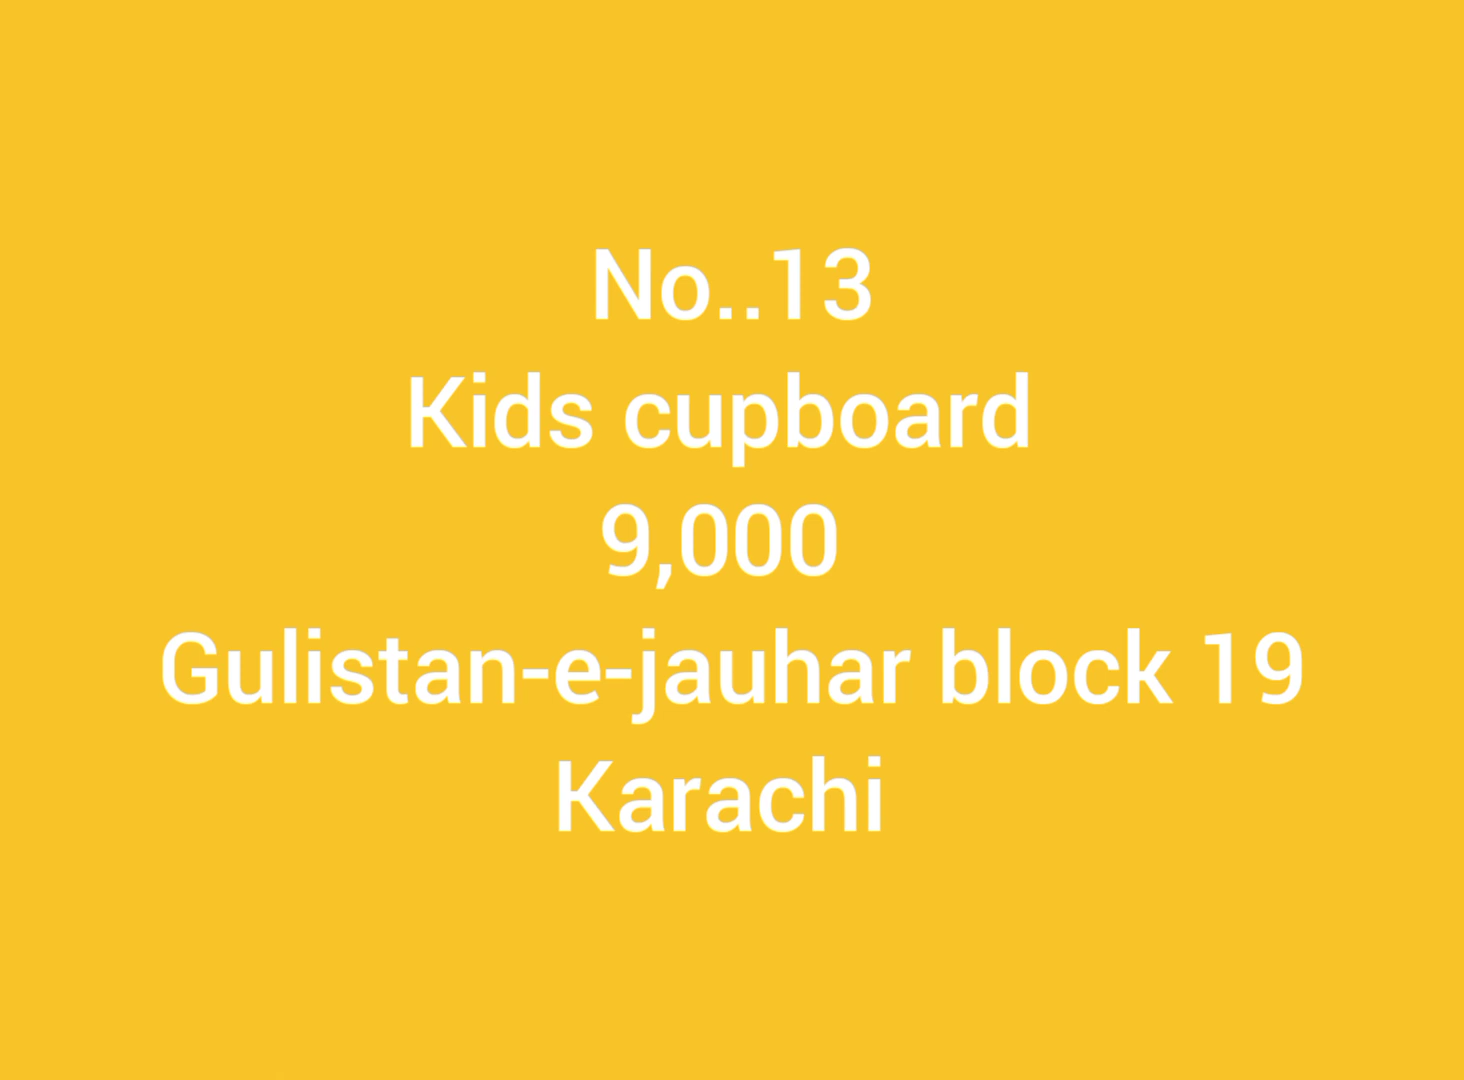 No..13
Kids cupboard
9,000
Gulistan-e-jauhar block 19
Karachi